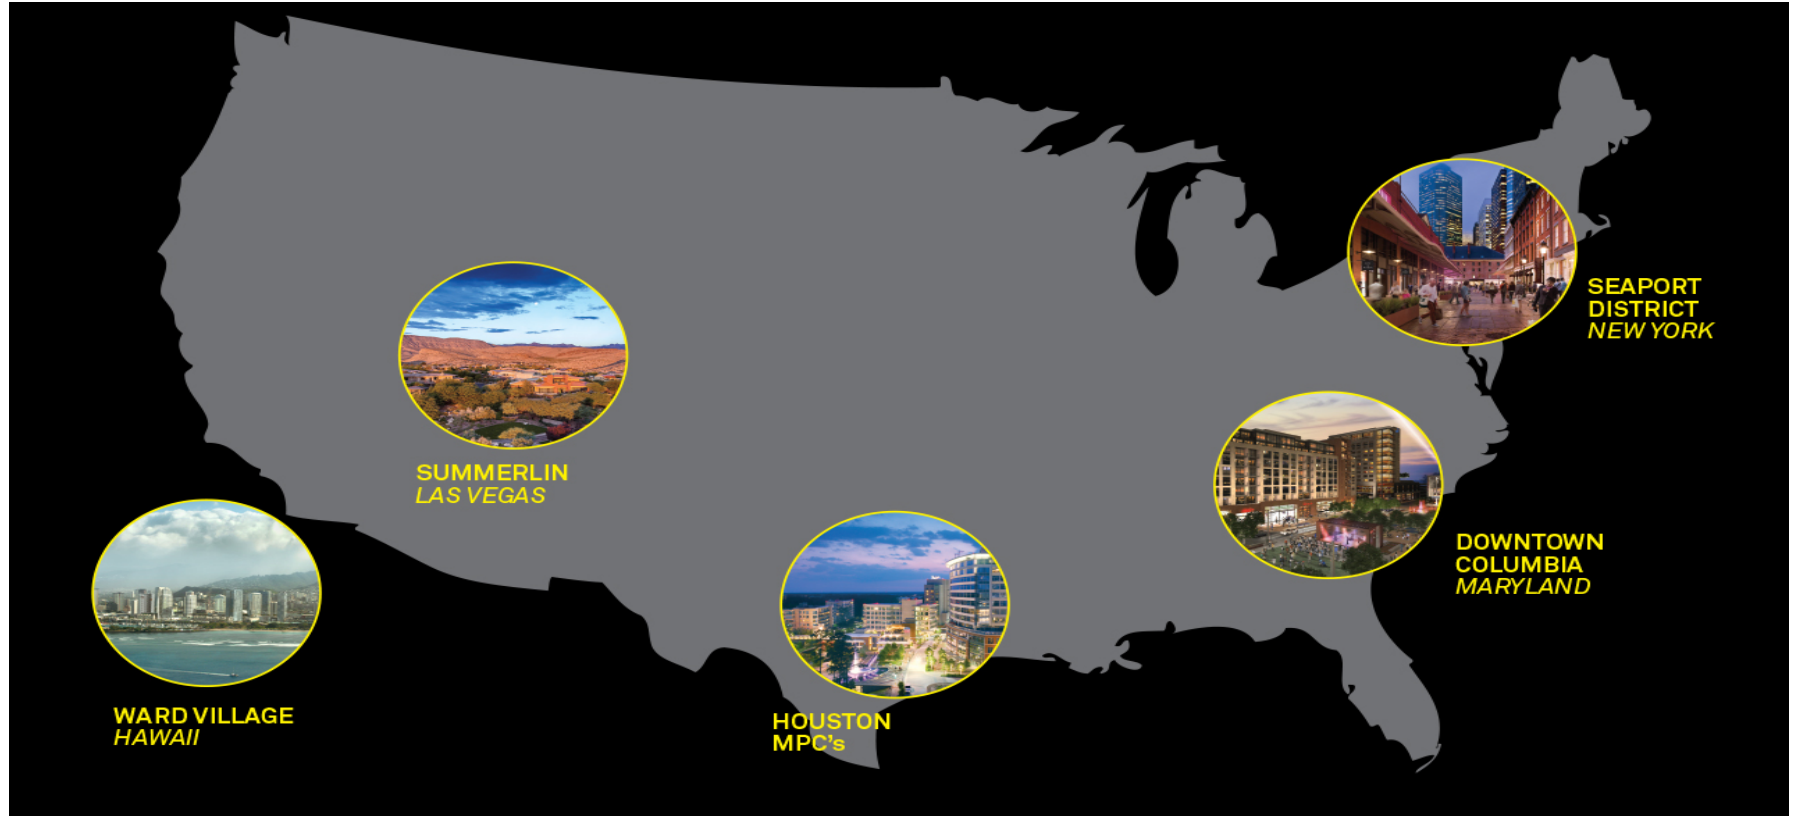 SEAPORT
DISTRICT
NEW YORK
SUMMERLIN
LAS VEGAS
DOWNTOWN
COLUMBIA
MARYLAND
WARD VILLAGE
HAWAII
HOUSTON
MPC’s